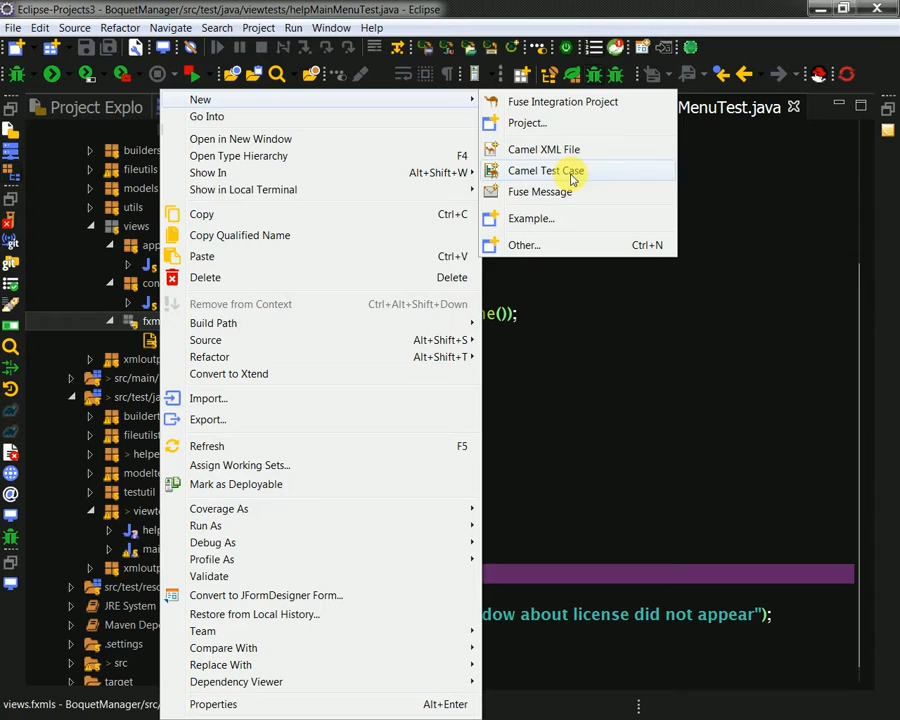 Eclipse-Projects3 - BoquetManager/src/test/java/viewtests/helpMainMenuTest.java - Eclipse
File Edit Source Refactor Navigate Search Project Run Window Help
Project Explo
MenuTest.java
builders
fileutils
models
utils
views
app
con
fxm
xmloutp
> src/main/
> src/test/ja
buildert
fileutils
> helpe
modelte
testutil
> viewte
help
mai
xmloutp
src/test/reso
JRE System
Maven Depe
.settings
> src
target
New
Go Into
Open in New Window
Open Type Hierarchy F4
Show In Alt+Shift+W
Show in Local Terminal
Copy Ctrl+C
Copy Qualified Name
Paste Ctrl+V
Delete Delete
Remove from Context Ctrl+Alt+Shift+Down
Build Path
Source Alt+Shift+S
Refactor Alt+Shift+T
Convert to Xtend
Import...
Export...
Refresh F5
Assign Working Sets...
Mark as Deployable
Coverage As
Run As
Debug As
Profile As
Validate
Convert to JFormDesigner Form...
Restore from Local History...
Team
Compare With
Replace With
Dependency Viewer
Properties Alt+Enter
Fuse Integration Project
Project...
Camel XML File
Camel Test Case
Fuse Message
Example...
Other... Ctrl+N
ne());
dow about license did not appear");
views.fxmls - BoquetManager/src